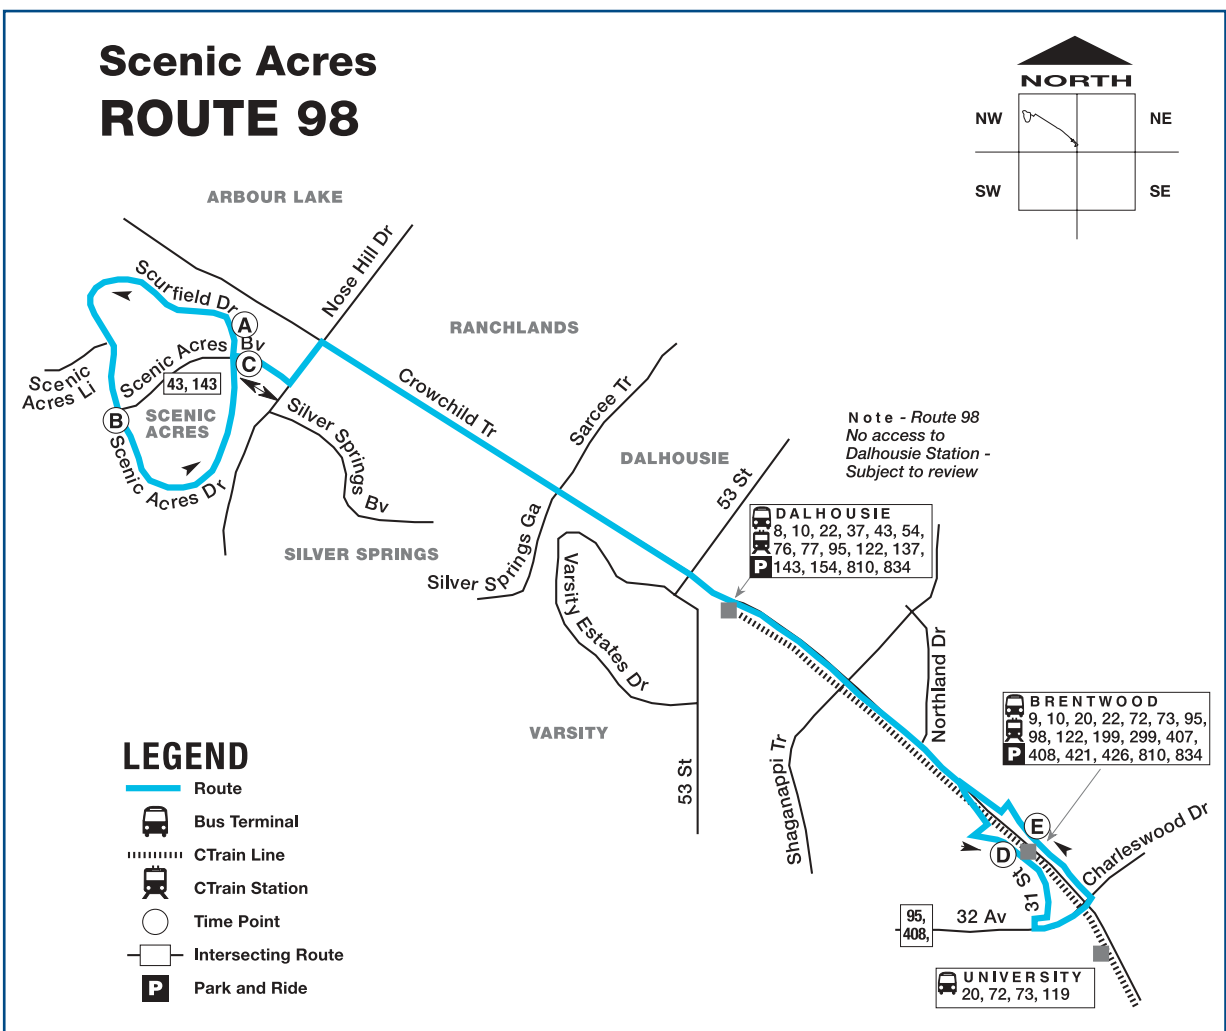 Scenic Acres
ROUTE 98
NORTH
NW
NE
SW
SE
ARBOUR LAKE
Nose Hill Dr
Scurfield Dr
A
RANCHLANDS
Scenic Acres Bv
C
Scenic
Acres Li
43, 143
Crowchild Tr
Sarcee Tr
B
SCENIC
ACRES
Silver Springs Bv
Scenic Acres Dr
Note - Route 98
No access to
Dalhousie Station -
Subject to review
DALHOUSIE
53 St
SILVER SPRINGS
Silver Springs Ga
DALHOUSIE
8, 10, 22, 37, 43, 54,
76, 77, 95, 122, 137,
P 143, 154, 810, 834
Varsity Estates Dr
Northland Dr
VARSITY
53 St
Shaganappi Tr
BRENTWOOD
9, 10, 20, 22, 72, 73, 95,
98, 122, 199, 299, 407,
P 408, 421, 426, 810, 834
E
D
Charleswood Dr
31 St
95,
408,
32 Av
UNIVERSITY
20, 72, 73, 119
LEGEND
Route
Bus Terminal
CTrain Line
CTrain Station
Time Point
Intersecting Route
P Park and Ride